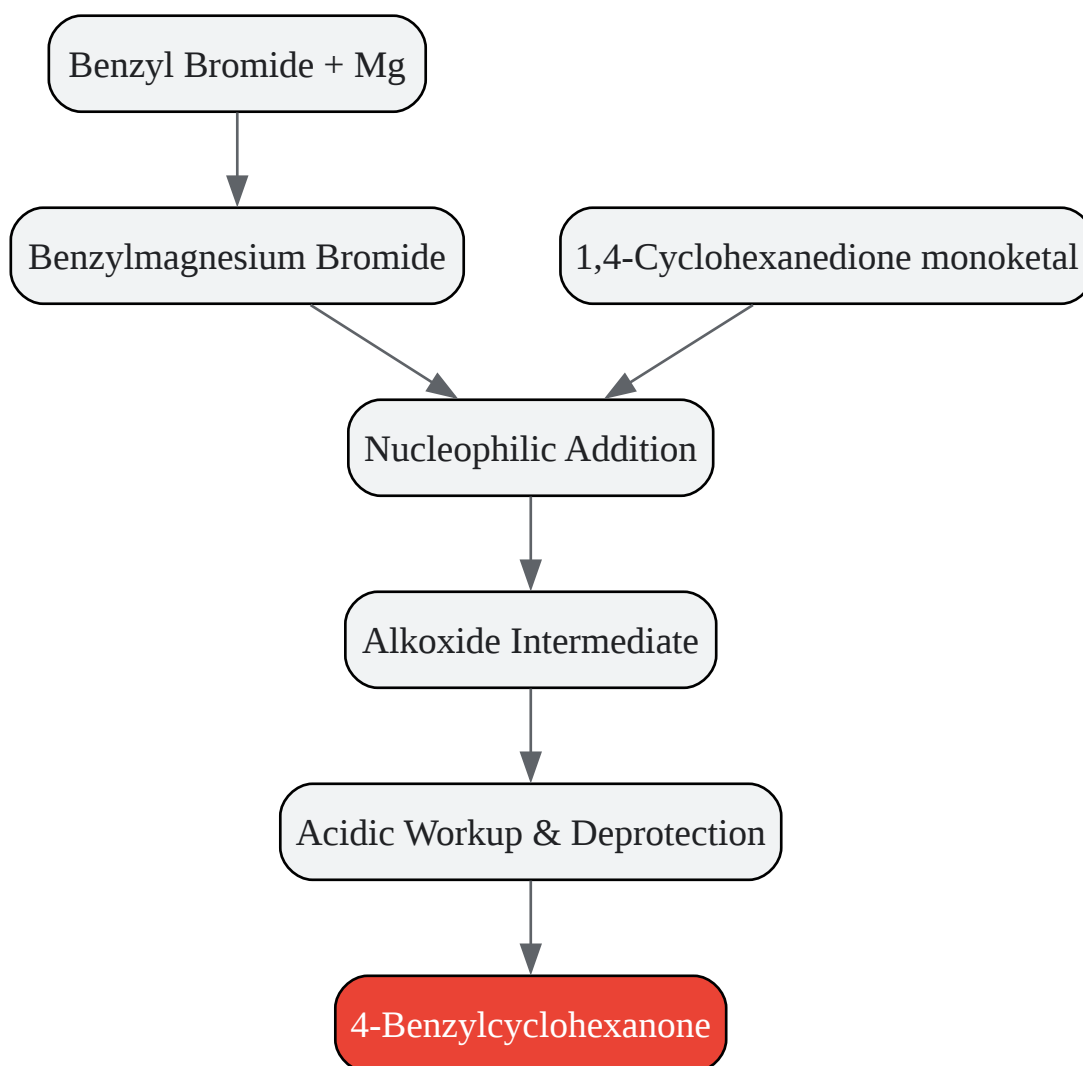 Benzyl Bromide + Mg
Benzylmagnesium Bromide
1,4-Cyclohexanedione monoketal
Nucleophilic Addition
Alkoxide Intermediate
Acidic Workup & Deprotection
4-Benzylcyclohexanone